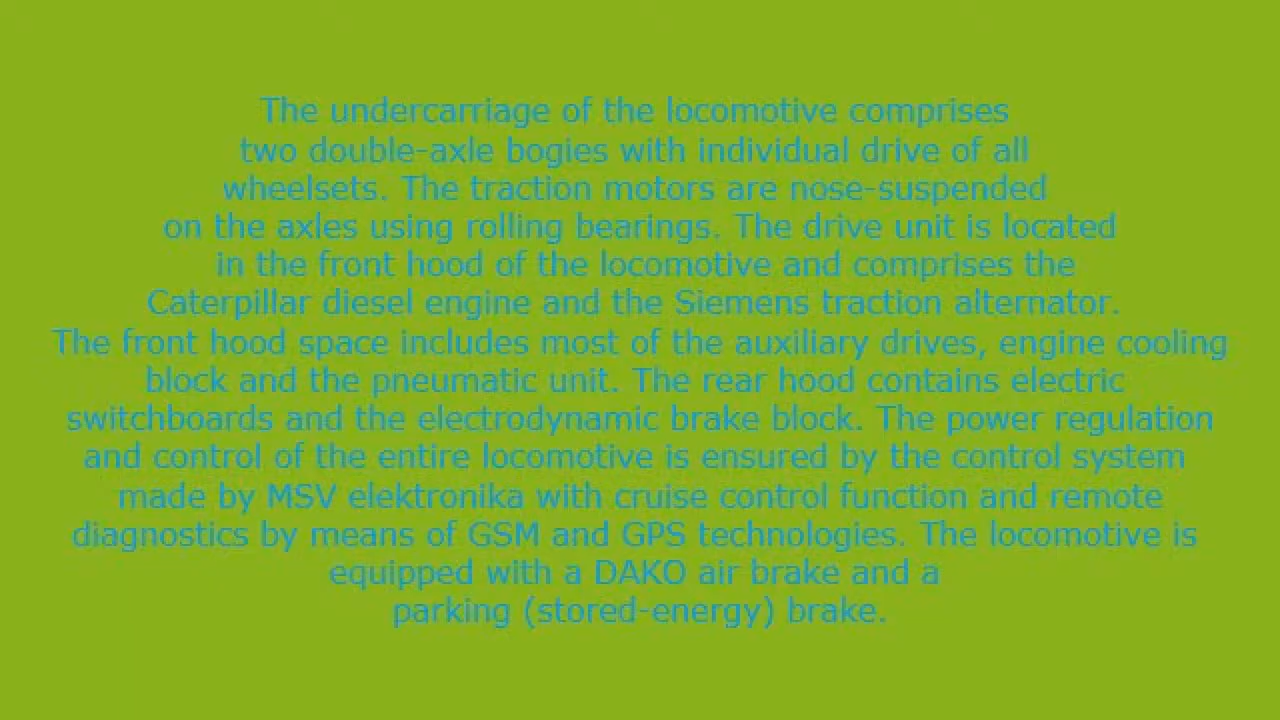 The undercarriage of the locomotive comprises
two double-axle bogies with individual drive of all
wheelsets. The traction motors are nose-suspended
on the axles using rolling bearings. The drive unit is located
in the front hood of the locomotive and comprises the
Caterpillar diesel engine and the Siemens traction alternator.
The front hood space includes most of the auxiliary drives, engine cooling
block and the pneumatic unit. The rear hood contains electric
switchboards and the electrodynamic brake block. The power regulation
and control of the entire locomotive is ensured by the control system
made by MSV elektronika with cruise control function and remote
diagnostics by means of GSM and GPS technologies. The locomotive is
equipped with a DAKO air brake and a
parking (stored-energy) brake.